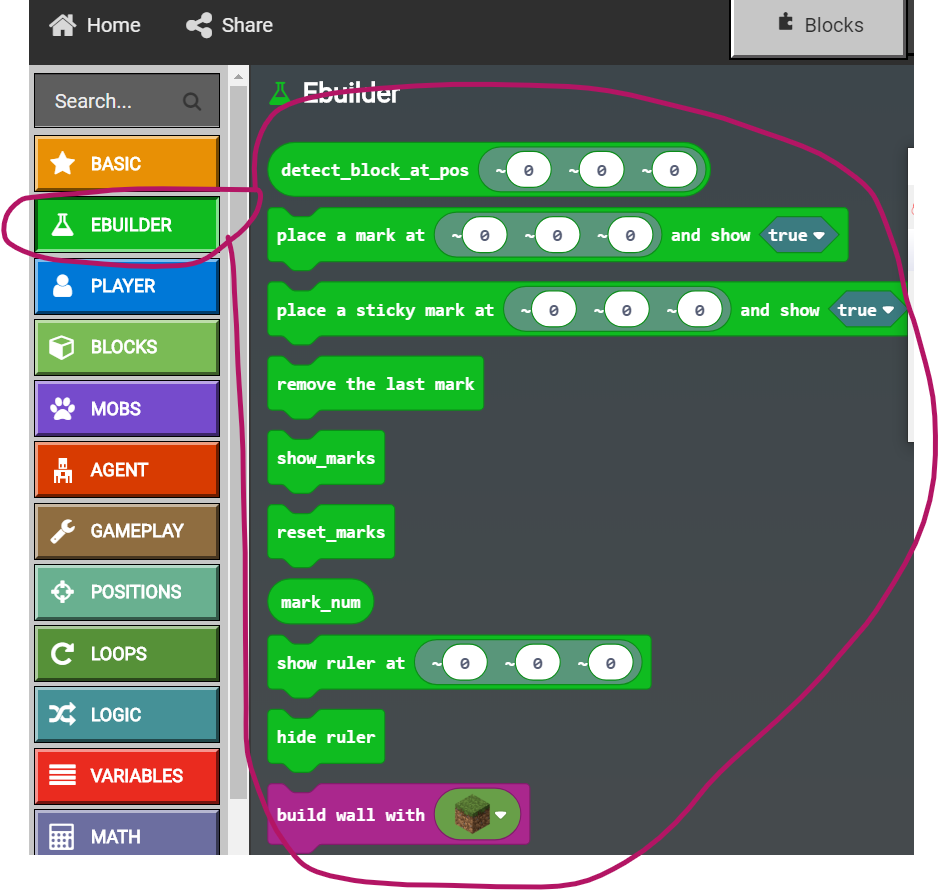 Home
Share
Blocks
Search...
BASIC
EBUILDER
PLAYER
BLOCKS
MOBS
AGENT
GAMEPLAY
POSITIONS
LOOPS
LOGIC
VARIABLES
MATH
Ebuilder
detect_block_at_pos ~0 ~0 ~0
place a mark at ~0 ~0 ~0 and show true
place a sticky mark at ~0 ~0 ~0 and show true
remove the last mark
show_marks
reset_marks
mark_num
show ruler at ~0 ~0 ~0
hide ruler
build wall with